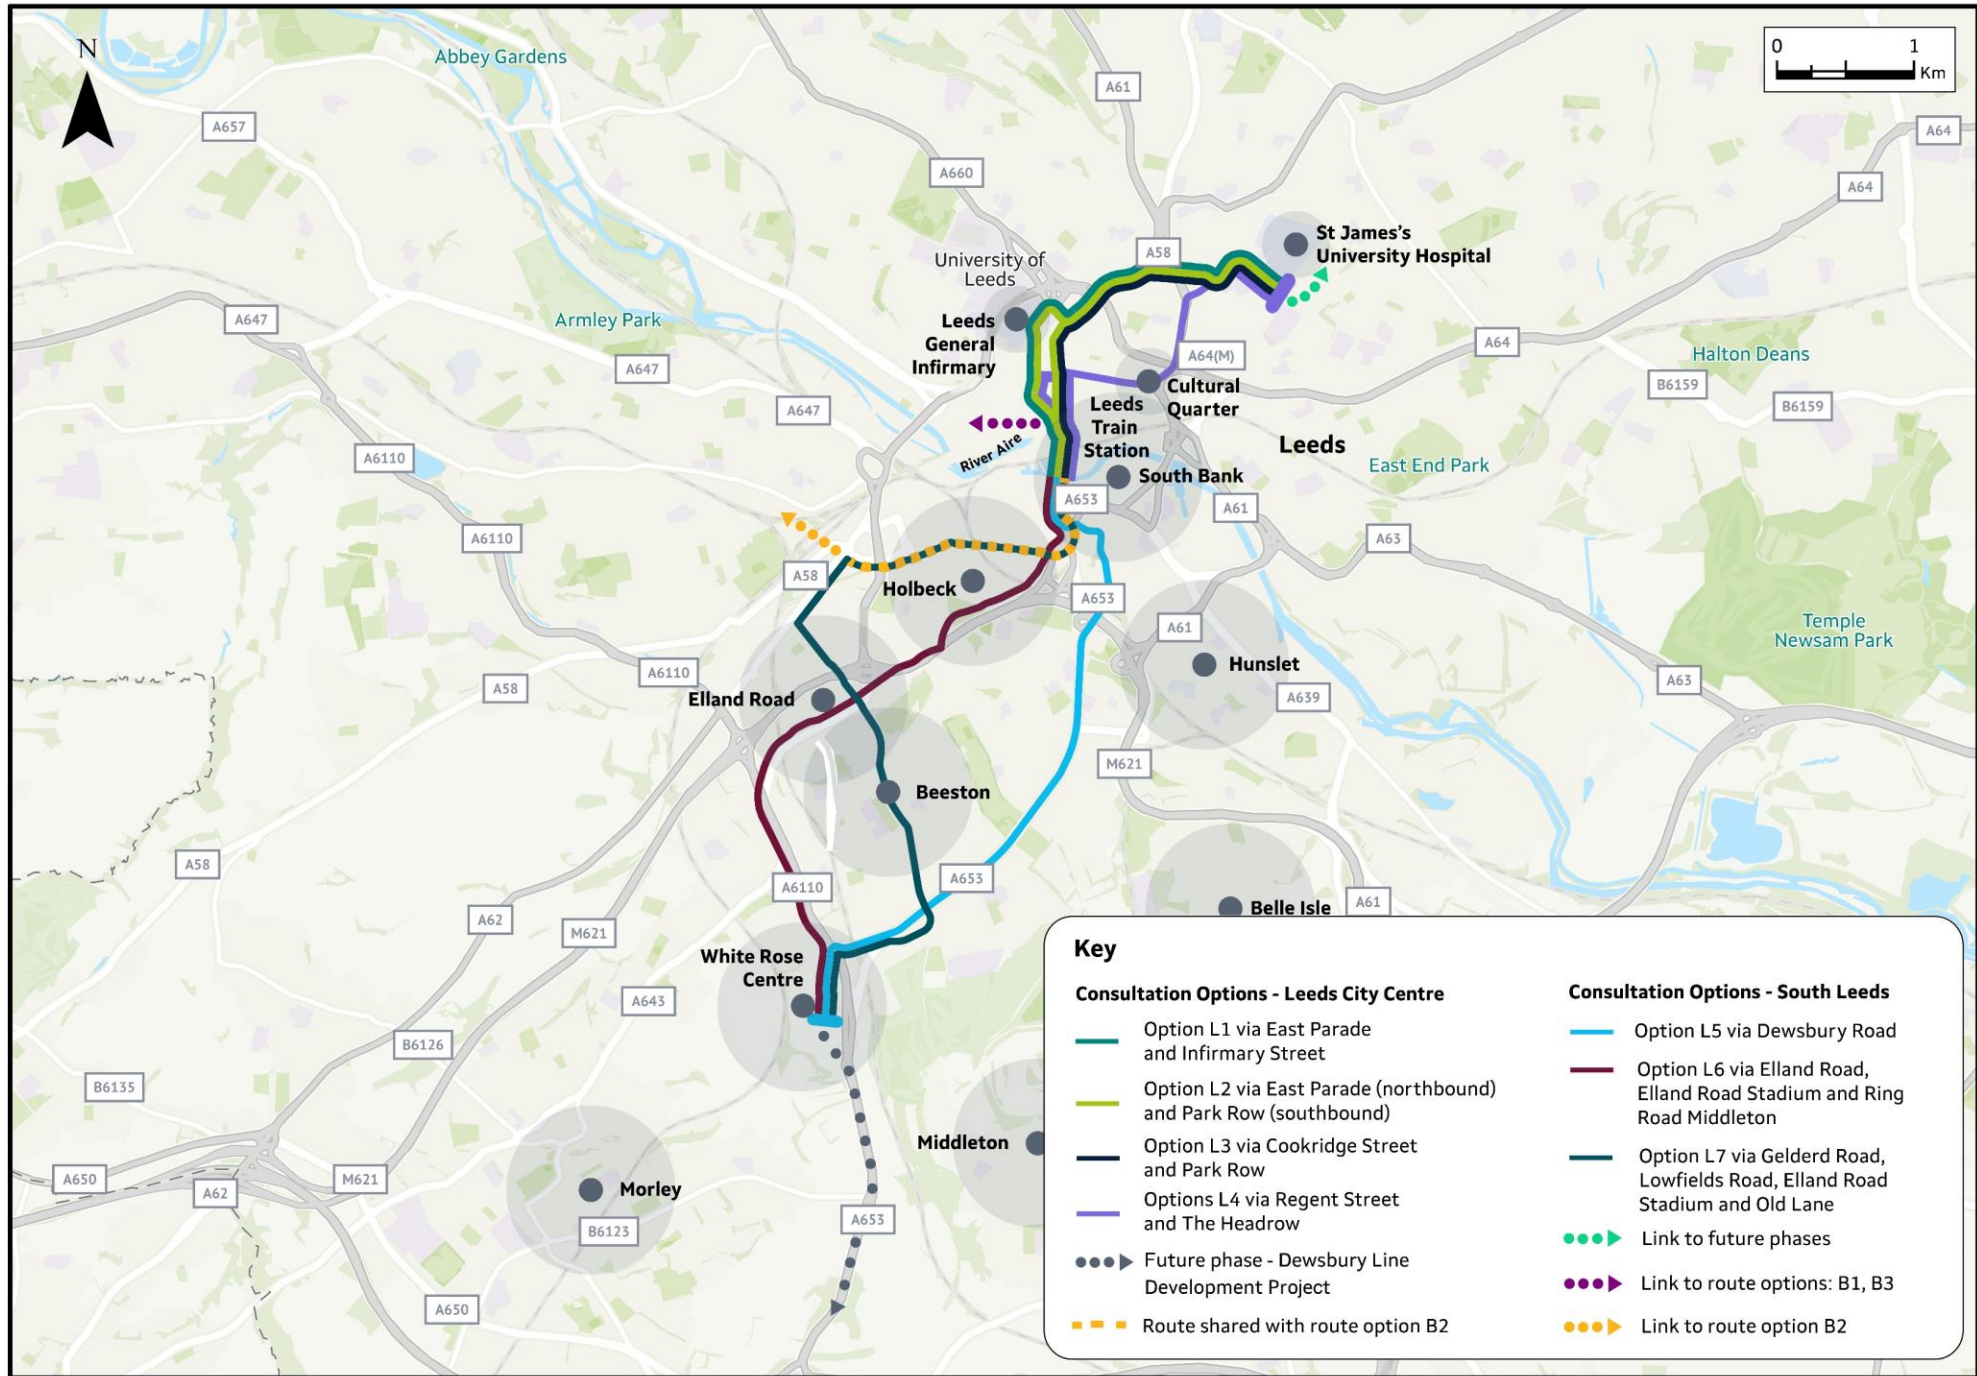 N
Abbey Gardens
A657
A61
0 1
Km
A64
A64
A660
A58
St James's
University Hospital
University of
Leeds
A647
Armley Park
Leeds
General
Infirmary
A647
A64(M)
A64
Halton Deans
B6159
B6159
A647
Cultural
Quarter
Leeds
Train
Station
River Aire
Leeds
A6110
East End Park
South Bank
A653
A61
A6110
A63
A58
Holbeck
A653
A61
Temple
Newsam Park
Hunslet
A6110
A58
Elland Road
A639
A63
M621
Beeston
A58
A653
A6110
A62
M621
Belle Isle
A61
White Rose
Centre
A643
B6126
B6135
Middleton
A650
M621
A62
Morley
B6123
A653
A650
Key
Consultation Options - Leeds City Centre
Option L1 via East Parade
and Infirmary Street
Option L2 via East Parade (northbound)
and Park Row (southbound)
Option L3 via Cookridge Street
and Park Row
Options L4 via Regent Street
and The Headrow
Future phase - Dewsbury Line
Development Project
Route shared with route option B2
Consultation Options - South Leeds
Option L5 via Dewsbury Road
Option L6 via Elland Road,
Elland Road Stadium and Ring
Road Middleton
Option L7 via Gelderd Road,
Lowfields Road, Elland Road
Stadium and Old Lane
Link to future phases
Link to route options: B1, B3
Link to route option B2